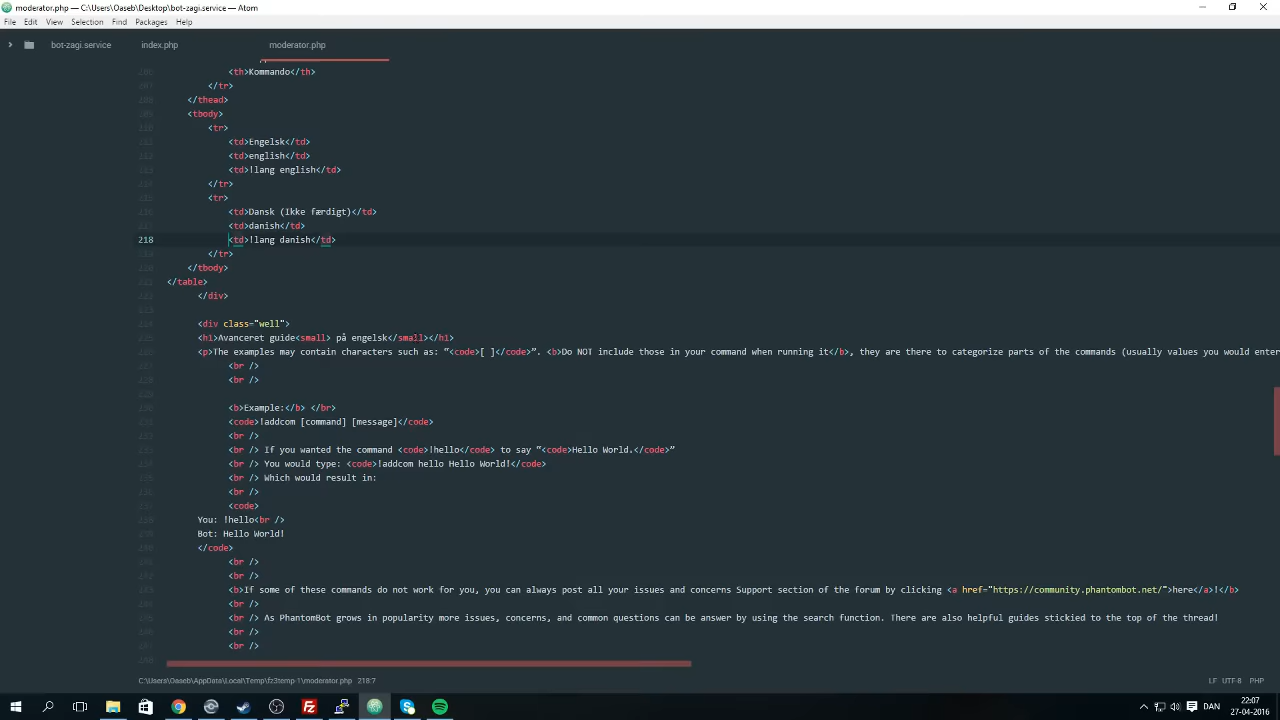 moderator.php — C:\Users\Oaseb\Desktop\bot-zagi.service — Atom
File Edit View Selection Find Packages Help
bot-zagi.service index.php moderator.php
<th>Kommando</th>
</tr>
</thead>
<tbody>
<tr>
<td>Engelsk</td>
<td>english</td>
<td>!lang english</td>
</tr>
<tr>
<td>Dansk (Ikke færdigt)</td>
<td>danish</td>
218 <td>!lang danish</td>
</tr>
</tbody>
</table>
</div>
<div class="well">
<h1>Avanceret guide<small> på engelsk</small></h1>
<p>The examples may contain characters such as: “<code>[ ]</code>”. <b>Do NOT include those in your command when running it</b>, they are there to categorize parts of the commands (usually values you would enter
<br />
<br />
<b>Example:</b> </br>
<code>!addcom [command] [message]</code>
<br />
<br /> If you wanted the command <code>!hello</code> to say “<code>Hello World.</code>”
<br /> You would type: <code>!addcom hello Hello World!</code>
<br /> Which would result in:
<br />
<code>
You: !hello<br />
Bot: Hello World!
</code>
<br />
<br />
<b>If some of these commands do not work for you, you can always post all your issues and concerns Support section of the forum by clicking <a href="https://community.phantombot.net/">here</a>!</b>
<br />
<br /> As PhantomBot grows in popularity more issues, concerns, and common questions can be answer by using the search function. There are also helpful guides stickied to the top of the thread!
<br />
<br />
C:\Users\Oaseb\AppData\Local\Temp\fz3temp-1\moderator.php 218:7 LF UTF-8 PHP
DAN 22:07
27-04-2016